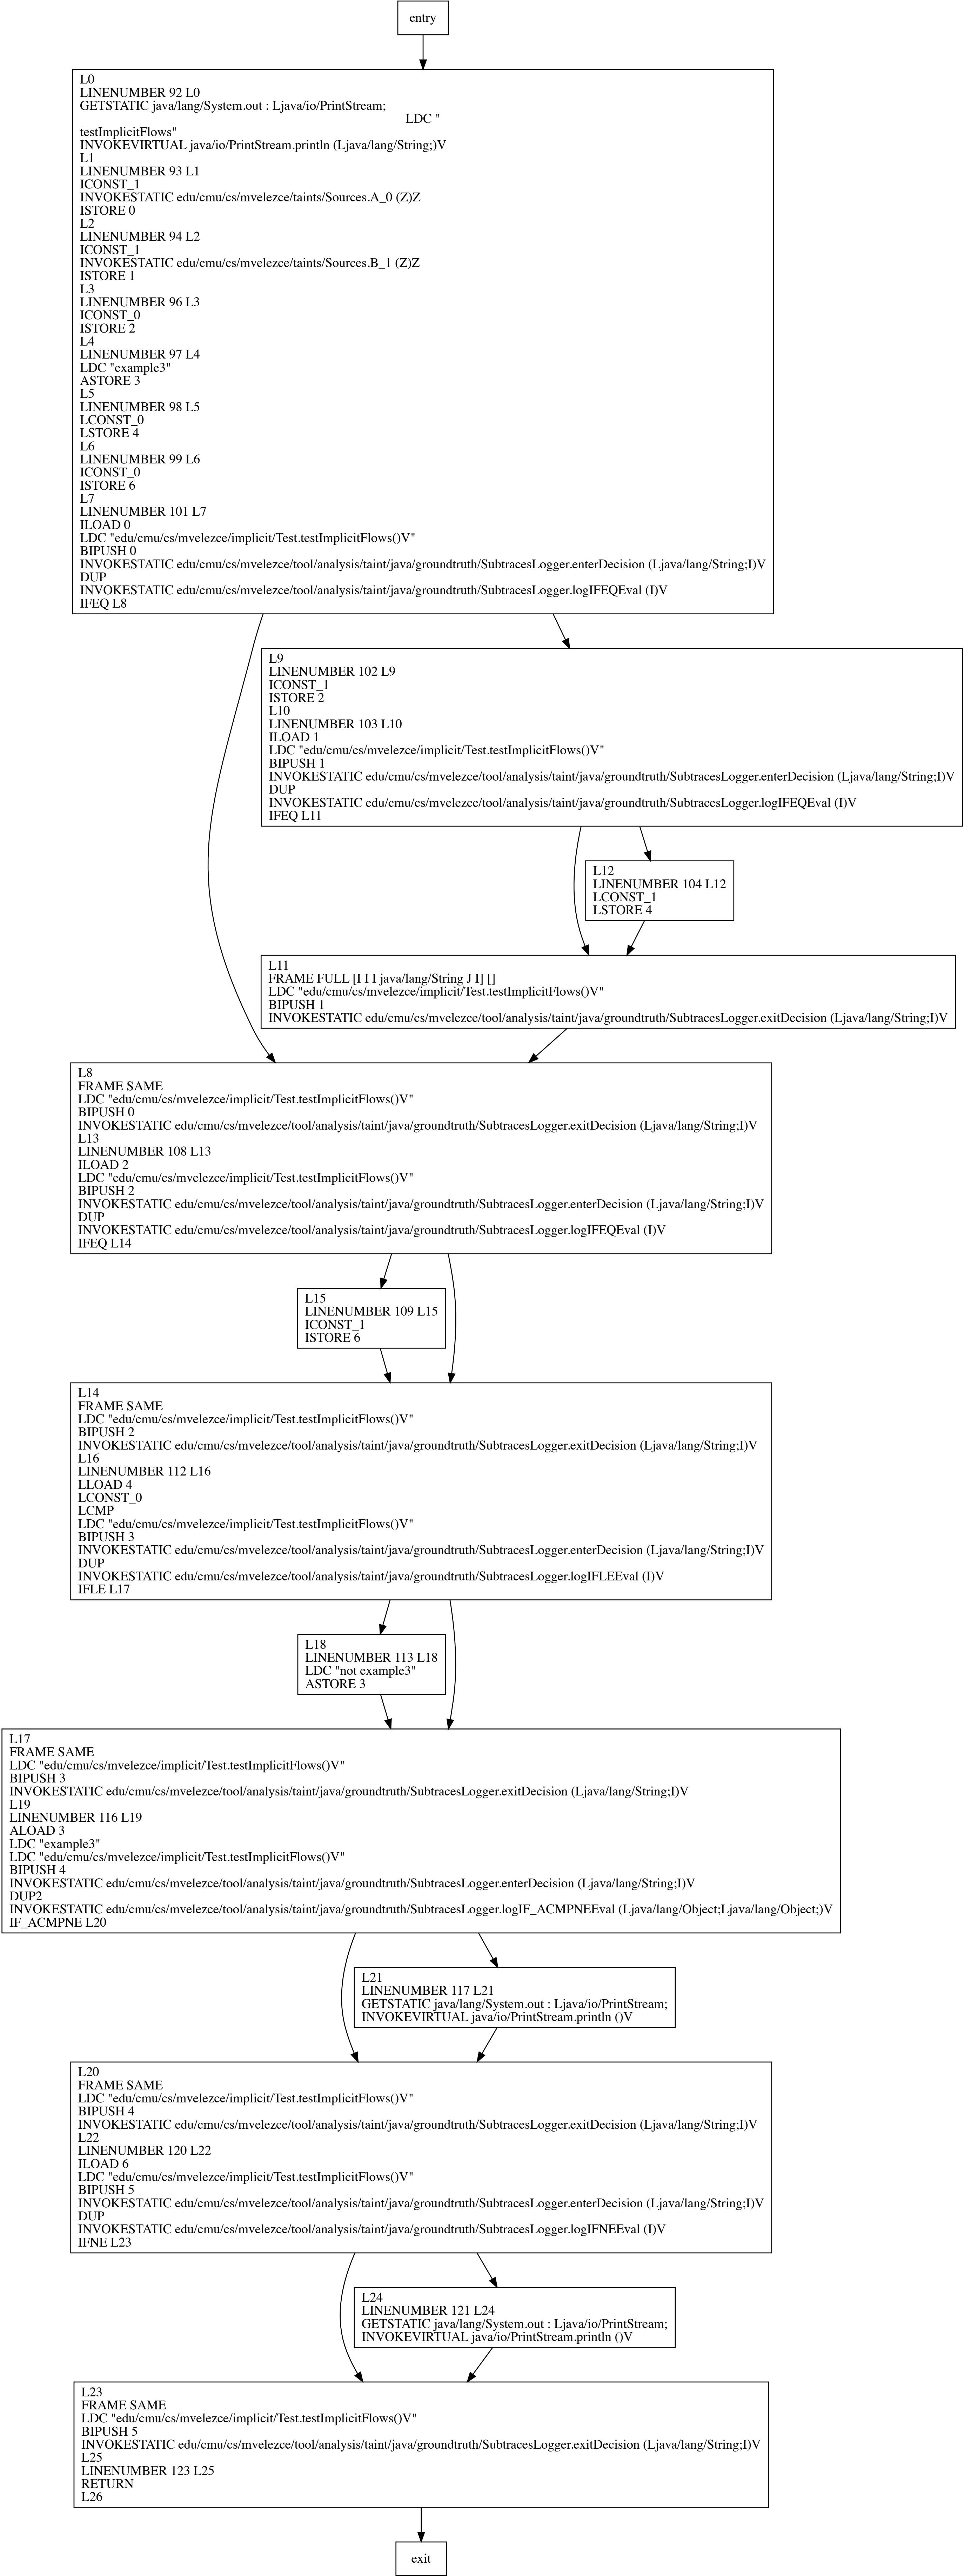 entry
L0
LINENUMBER 92 L0
GETSTATIC java/lang/System.out : Ljava/io/PrintStream;
LDC "
testImplicitFlows"
INVOKEVIRTUAL java/io/PrintStream.println (Ljava/lang/String;)V
L1
LINENUMBER 93 L1
ICONST_1
INVOKESTATIC edu/cmu/cs/mvelezce/taints/Sources.A_0 (Z)Z
ISTORE 0
L2
LINENUMBER 94 L2
ICONST_1
INVOKESTATIC edu/cmu/cs/mvelezce/taints/Sources.B_1 (Z)Z
ISTORE 1
L3
LINENUMBER 96 L3
ICONST_0
ISTORE 2
L4
LINENUMBER 97 L4
LDC "example3"
ASTORE 3
L5
LINENUMBER 98 L5
LCONST_0
LSTORE 4
L6
LINENUMBER 99 L6
ICONST_0
ISTORE 6
L7
LINENUMBER 101 L7
ILOAD 0
LDC "edu/cmu/cs/mvelezce/implicit/Test.testImplicitFlows()V"
BIPUSH 0
INVOKESTATIC edu/cmu/cs/mvelezce/tool/analysis/taint/java/groundtruth/SubtracesLogger.enterDecision (Ljava/lang/String;I)V
DUP
INVOKESTATIC edu/cmu/cs/mvelezce/tool/analysis/taint/java/groundtruth/SubtracesLogger.logIFEQEval (I)V
IFEQ L8
L9
LINENUMBER 102 L9
ICONST_1
ISTORE 2
L10
LINENUMBER 103 L10
ILOAD 1
LDC "edu/cmu/cs/mvelezce/implicit/Test.testImplicitFlows()V"
BIPUSH 1
INVOKESTATIC edu/cmu/cs/mvelezce/tool/analysis/taint/java/groundtruth/SubtracesLogger.enterDecision (Ljava/lang/String;I)V
DUP
INVOKESTATIC edu/cmu/cs/mvelezce/tool/analysis/taint/java/groundtruth/SubtracesLogger.logIFEQEval (I)V
IFEQ L11
L12
LINENUMBER 104 L12
LCONST_1
LSTORE 4
L11
FRAME FULL [I I I java/lang/String J I] []
LDC "edu/cmu/cs/mvelezce/implicit/Test.testImplicitFlows()V"
BIPUSH 1
INVOKESTATIC edu/cmu/cs/mvelezce/tool/analysis/taint/java/groundtruth/SubtracesLogger.exitDecision (Ljava/lang/String;I)V
L8
FRAME SAME
LDC "edu/cmu/cs/mvelezce/implicit/Test.testImplicitFlows()V"
BIPUSH 0
INVOKESTATIC edu/cmu/cs/mvelezce/tool/analysis/taint/java/groundtruth/SubtracesLogger.exitDecision (Ljava/lang/String;I)V
L13
LINENUMBER 108 L13
ILOAD 2
LDC "edu/cmu/cs/mvelezce/implicit/Test.testImplicitFlows()V"
BIPUSH 2
INVOKESTATIC edu/cmu/cs/mvelezce/tool/analysis/taint/java/groundtruth/SubtracesLogger.enterDecision (Ljava/lang/String;I)V
DUP
INVOKESTATIC edu/cmu/cs/mvelezce/tool/analysis/taint/java/groundtruth/SubtracesLogger.logIFEQEval (I)V
IFEQ L14
L15
LINENUMBER 109 L15
ICONST_1
ISTORE 6
L14
FRAME SAME
LDC "edu/cmu/cs/mvelezce/implicit/Test.testImplicitFlows()V"
BIPUSH 2
INVOKESTATIC edu/cmu/cs/mvelezce/tool/analysis/taint/java/groundtruth/SubtracesLogger.exitDecision (Ljava/lang/String;I)V
L16
LINENUMBER 112 L16
LLOAD 4
LCONST_0
LCMP
LDC "edu/cmu/cs/mvelezce/implicit/Test.testImplicitFlows()V"
BIPUSH 3
INVOKESTATIC edu/cmu/cs/mvelezce/tool/analysis/taint/java/groundtruth/SubtracesLogger.enterDecision (Ljava/lang/String;I)V
DUP
INVOKESTATIC edu/cmu/cs/mvelezce/tool/analysis/taint/java/groundtruth/SubtracesLogger.logIFLEEval (I)V
IFLE L17
L18
LINENUMBER 113 L18
LDC "not example3"
ASTORE 3
L17
FRAME SAME
LDC "edu/cmu/cs/mvelezce/implicit/Test.testImplicitFlows()V"
BIPUSH 3
INVOKESTATIC edu/cmu/cs/mvelezce/tool/analysis/taint/java/groundtruth/SubtracesLogger.exitDecision (Ljava/lang/String;I)V
L19
LINENUMBER 116 L19
ALOAD 3
LDC "example3"
LDC "edu/cmu/cs/mvelezce/implicit/Test.testImplicitFlows()V"
BIPUSH 4
INVOKESTATIC edu/cmu/cs/mvelezce/tool/analysis/taint/java/groundtruth/SubtracesLogger.enterDecision (Ljava/lang/String;I)V
DUP2
INVOKESTATIC edu/cmu/cs/mvelezce/tool/analysis/taint/java/groundtruth/SubtracesLogger.logIF_ACMPNEEval (Ljava/lang/Object;Ljava/lang/Object;)V
IF_ACMPNE L20
L21
LINENUMBER 117 L21
GETSTATIC java/lang/System.out : Ljava/io/PrintStream;
INVOKEVIRTUAL java/io/PrintStream.println ()V
L20
FRAME SAME
LDC "edu/cmu/cs/mvelezce/implicit/Test.testImplicitFlows()V"
BIPUSH 4
INVOKESTATIC edu/cmu/cs/mvelezce/tool/analysis/taint/java/groundtruth/SubtracesLogger.exitDecision (Ljava/lang/String;I)V
L22
LINENUMBER 120 L22
ILOAD 6
LDC "edu/cmu/cs/mvelezce/implicit/Test.testImplicitFlows()V"
BIPUSH 5
INVOKESTATIC edu/cmu/cs/mvelezce/tool/analysis/taint/java/groundtruth/SubtracesLogger.enterDecision (Ljava/lang/String;I)V
DUP
INVOKESTATIC edu/cmu/cs/mvelezce/tool/analysis/taint/java/groundtruth/SubtracesLogger.logIFNEEval (I)V
IFNE L23
L24
LINENUMBER 121 L24
GETSTATIC java/lang/System.out : Ljava/io/PrintStream;
INVOKEVIRTUAL java/io/PrintStream.println ()V
L23
FRAME SAME
LDC "edu/cmu/cs/mvelezce/implicit/Test.testImplicitFlows()V"
BIPUSH 5
INVOKESTATIC edu/cmu/cs/mvelezce/tool/analysis/taint/java/groundtruth/SubtracesLogger.exitDecision (Ljava/lang/String;I)V
L25
LINENUMBER 123 L25
RETURN
L26
exit